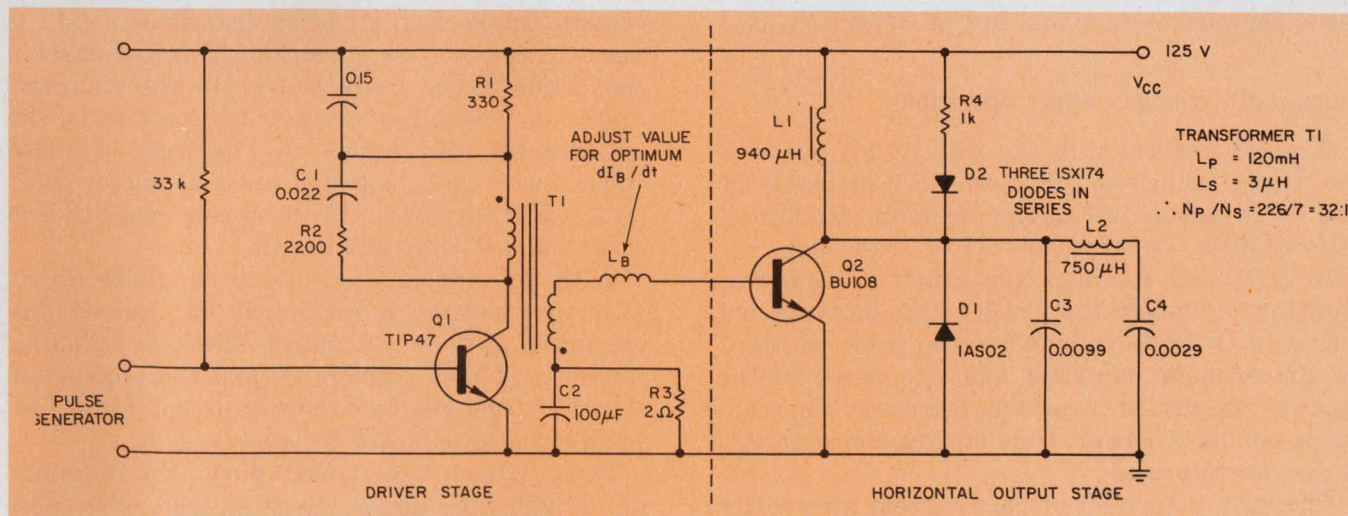 125 V
VCC
0.15
R1
330
R4
1k
TRANSFORMER T1
LP = 120mH
LS = 3μH
∴ NP/NS = 226/7 = 32:1
ADJUST VALUE
FOR OPTIMUM
dIB/dt
L1
940 μH
33 k
C1
0.022
R2
2200
T1
LB
D2 THREE ISX174
DIODES IN
SERIES
L2
750 μH
Q2
BU108
Q1
TIP47
D1
IAS02
C3
0.0099
C4
0.0029
PULSE
GENERATOR
C2
100μF
R3
2Ω
DRIVER STAGE
HORIZONTAL OUTPUT STAGE